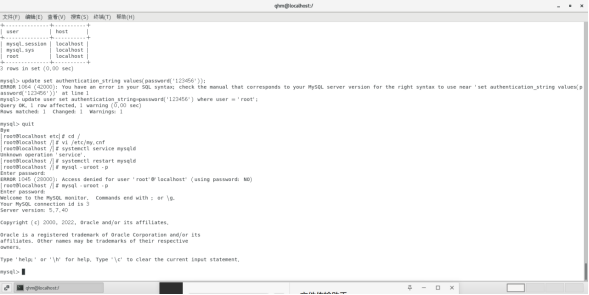 qhm@localhost:/
文件(F) 编辑(E) 查看(V) 搜索(S) 终端(T) 帮助(H)
+---------------+-----------+
| user | host |
+---------------+-----------+
| mysql.session | localhost |
| mysql.sys | localhost |
| root | localhost |
+---------------+-----------+
3 rows in set (0.00 sec)
mysql> update set authentication_string values(password('123456'));
ERROR 1064 (42000): You have an error in your SQL syntax; check the manual that corresponds to your MySQL server version for the right syntax to use near 'set authentication_string values(p
assword('123456'))' at line 1
mysql> update user set authentication_string=password('123456') where user = 'root';
Query OK, 1 row affected, 1 warning (0.00 sec)
Rows matched: 1 Changed: 1 Warnings: 1
mysql> quit
Bye
[root@localhost etc]# cd /
[root@localhost /]# vi /etc/my.cnf
[root@localhost /]# systemctl service mysqld
Unknown operation 'service'.
[root@localhost /]# systemctl restart mysqld
[root@localhost /]# mysql -uroot -p
Enter password:
ERROR 1045 (28000): Access denied for user 'root'@'localhost' (using password: NO)
[root@localhost /]# mysql -uroot -p
Enter password:
Welcome to the MySQL monitor. Commands end with ; or \g.
Your MySQL connection id is 3
Server version: 5.7.40
Copyright (c) 2000, 2022, Oracle and/or its affiliates.
Oracle is a registered trademark of Oracle Corporation and/or its
affiliates. Other names may be trademarks of their respective
owners.
Type 'help;' or '\h' for help. Type '\c' to clear the current input statement.
mysql>
qhm@localhost:/